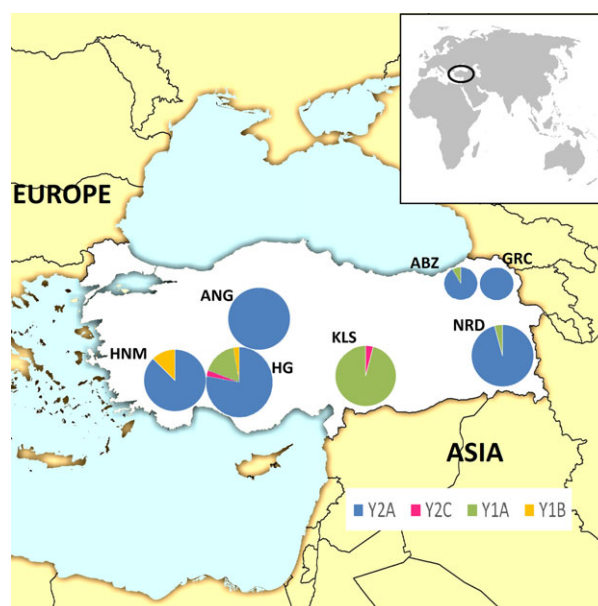 EUROPE
ABZ
GRC
ANG
KLS
NRD
HNM
HG
ASIA
Y2A Y2C Y1A Y1B